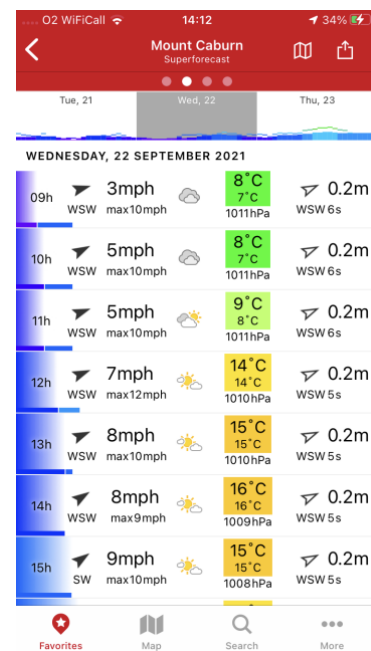 .... O2 WiFiCall 14:12 34%
Mount Caburn
Superforecast
Tue, 21 Wed, 22 Thu, 23
WEDNESDAY, 22 SEPTEMBER 2021
09h WSW 3mph max10mph 8°C 7°C 1011hPa WSW 6s 0.2m
10h WSW 5mph max10mph 8°C 7°C 1011hPa WSW 6s 0.2m
11h WSW 5mph max10mph 9°C 8°C 1011hPa WSW 6s 0.2m
12h WSW 7mph max12mph 14°C 14°C 1010hPa WSW 5s 0.2m
13h WSW 8mph max10mph 15°C 15°C 1010hPa WSW 5s 0.2m
14h WSW 8mph max9mph 16°C 16°C 1009hPa WSW 5s 0.2m
15h SW 9mph max10mph 15°C 15°C 1008hPa WSW 5s 0.2m
Favorites Map Search More